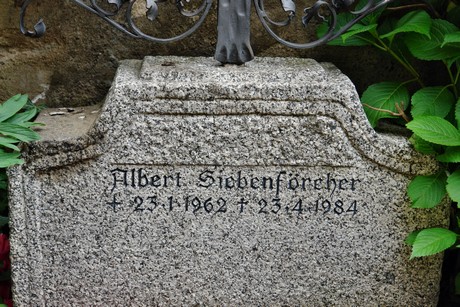 Albert Siebenförcher
+ 23.1.1962 † 23.4.1984